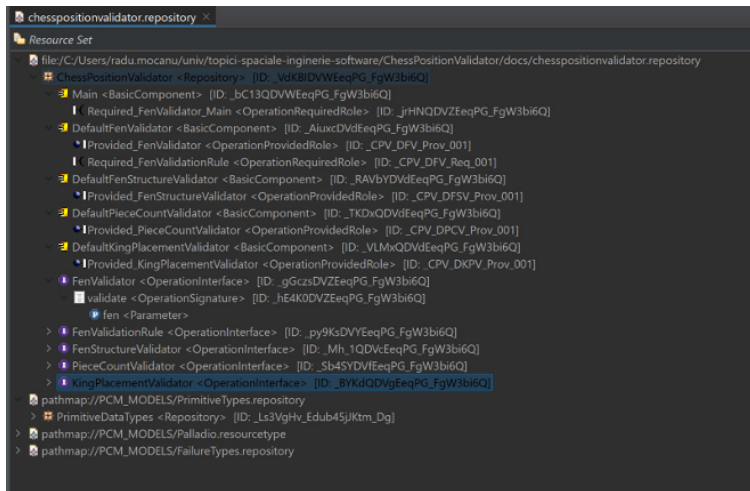 chesspositionvalidator.repository ×
Resource Set
file:/C:/Users/radu.mocanu/univ/topici-spaciale-inginerie-software/ChessPositionValidator/docs/chesspositionvalidator.repository
ChessPositionValidator <Repository> [ID: _VdKBIDVWEeqPG_FgW3bi6Q]
Main <BasicComponent> [ID: _bC13QDVWEeqPG_FgW3bi6Q]
Required_FenValidator_Main <OperationRequiredRole> [ID: _jrHNQDVZEeqPG_FgW3bi6Q]
DefaultFenValidator <BasicComponent> [ID: _AiuxcDVdEeqPG_FgW3bi6Q]
Provided_FenValidator <OperationProvidedRole> [ID: _CPV_DFV_Prov_001]
Required_FenValidationRule <OperationRequiredRole> [ID: _CPV_DFV_Req_001]
DefaultFenStructureValidator <BasicComponent> [ID: _RAVbYDVdEeqPG_FgW3bi6Q]
Provided_FenStructureValidator <OperationProvidedRole> [ID: _CPV_DFSV_Prov_001]
DefaultPieceCountValidator <BasicComponent> [ID: _TKDxQDVdEeqPG_FgW3bi6Q]
Provided_PieceCountValidator <OperationProvidedRole> [ID: _CPV_DPCV_Prov_001]
DefaultKingPlacementValidator <BasicComponent> [ID: _VLMxQDVdEeqPG_FgW3bi6Q]
Provided_KingPlacementValidator <OperationProvidedRole> [ID: _CPV_DKPV_Prov_001]
FenValidator <OperationInterface> [ID: _gGczsDVZEeqPG_FgW3bi6Q]
validate <OperationSignature> [ID: _hE4K0DVZEeqPG_FgW3bi6Q]
fen <Parameter>
FenValidationRule <OperationInterface> [ID: _py9KsDVYEeqPG_FgW3bi6Q]
FenStructureValidator <OperationInterface> [ID: _Mh_1QDVcEeqPG_FgW3bi6Q]
PieceCountValidator <OperationInterface> [ID: _Sb4SYDVfEeqPG_FgW3bi6Q]
KingPlacementValidator <OperationInterface> [ID: _BYKdQDVgEeqPG_FgW3bi6Q]
pathmap://PCM_MODELS/PrimitiveTypes.repository
PrimitiveDataTypes <Repository> [ID: _Ls3VgHv_Edub45jJKtm_Dg]
pathmap://PCM_MODELS/Palladio.resourcetype
pathmap://PCM_MODELS/FailureTypes.repository